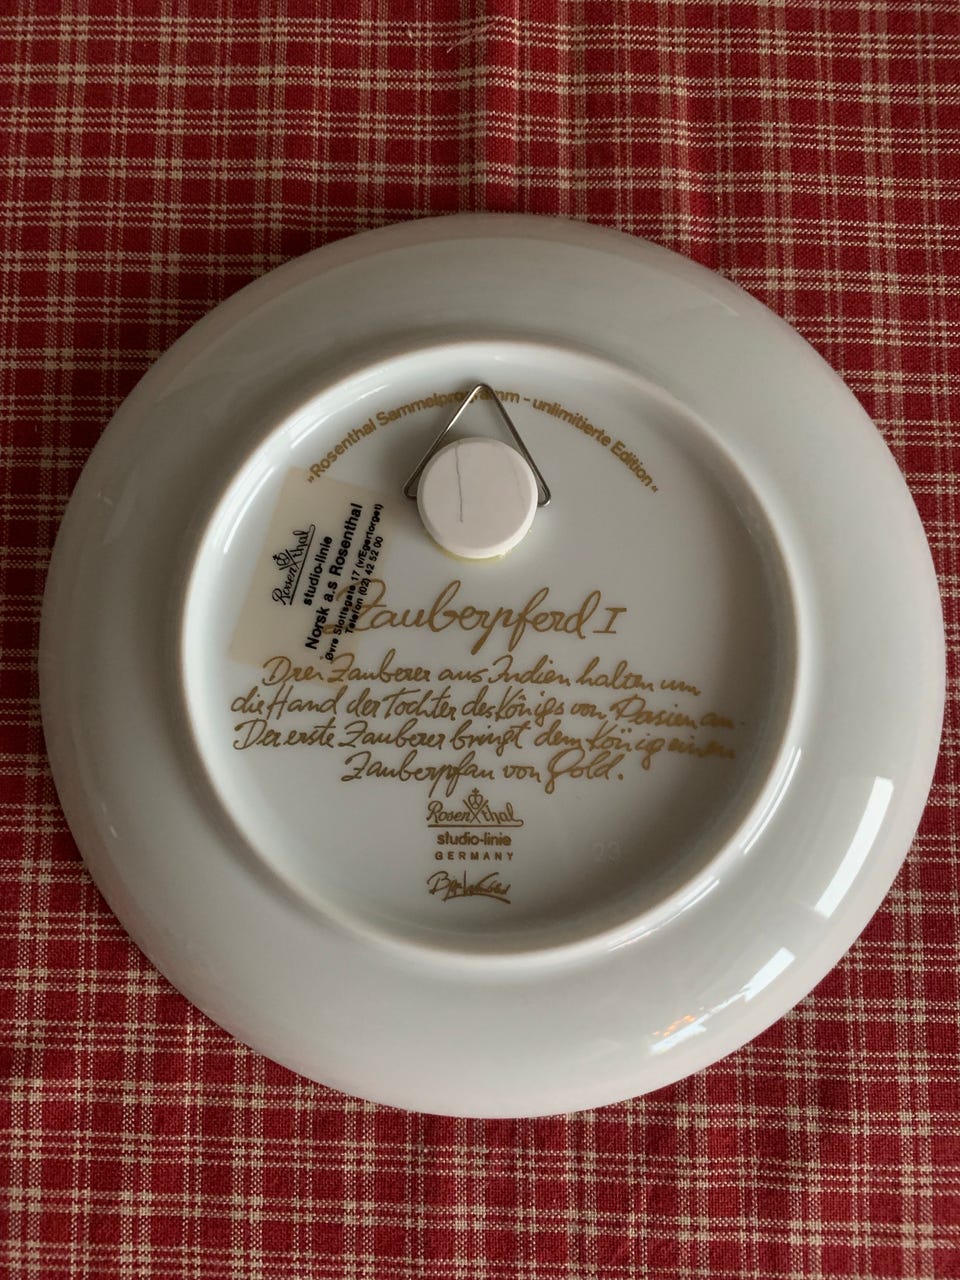 »Rosenthal Sammelprogramm - unlimitierte Edition«
Rosenthal
studio-linie
Norsk a.s Rosenthal
Øvre Slottsgate 17 (v/Egertorget)
Telefon (02) 42 52 00
Zauberpferd I
Drei Zauberer aus Indien halten um
die Hand der Tochter des Königs von Persien an.
Der erste Zauberer bringt dem König einen
Zauberpfau von Gold.
Rosenthal
studio-linie
GERMANY
23